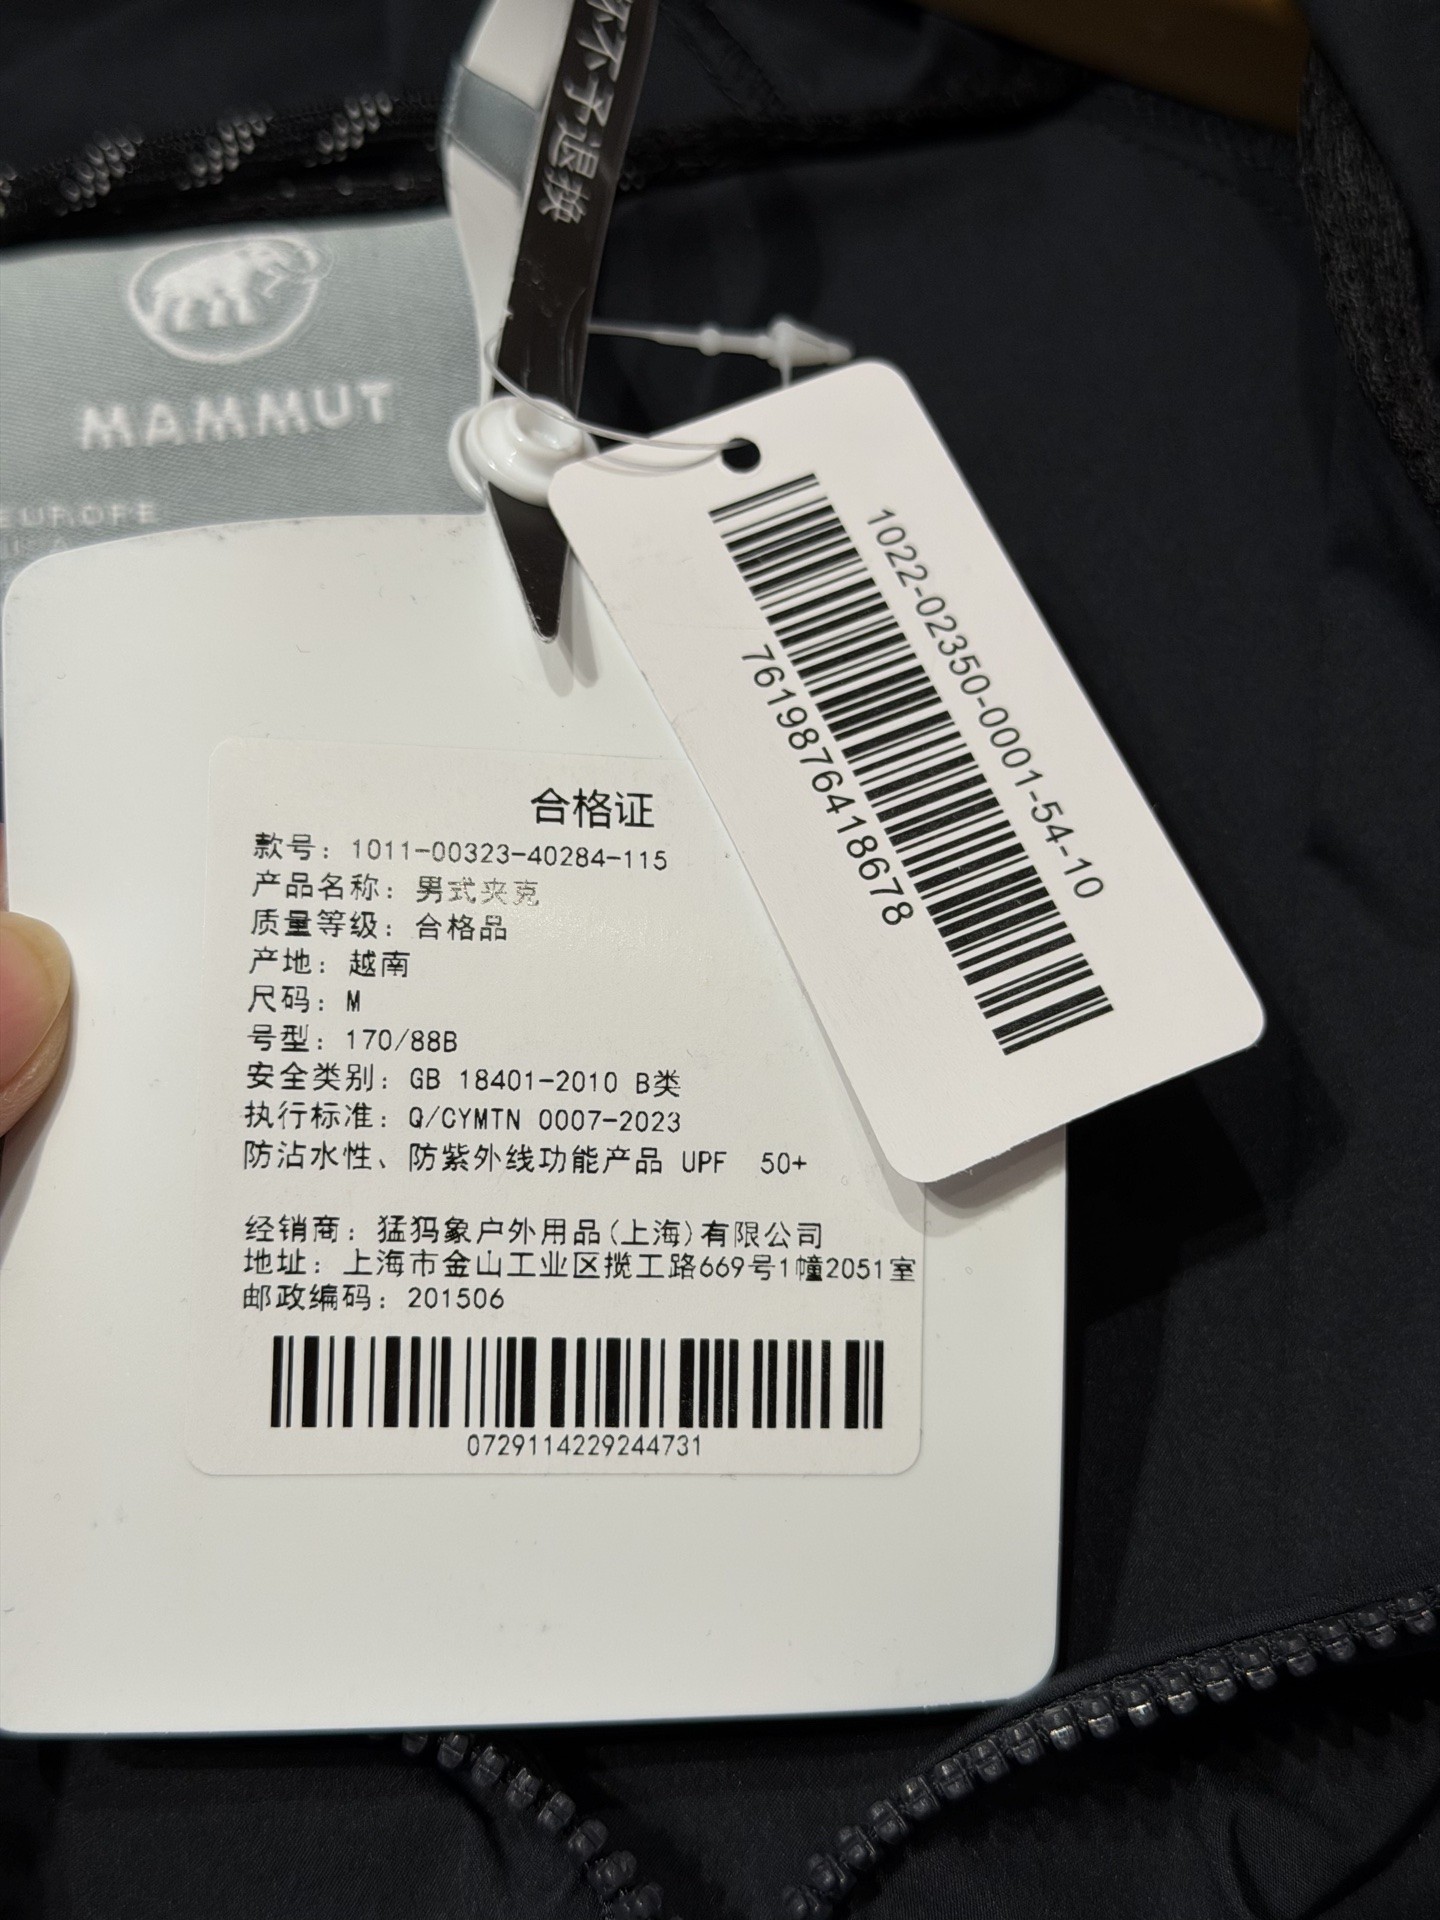 不予退换
MAMMUT
EUROPE
1022-02350-0001-54-10
7619876418678
合格证
款号：1011-00323-40284-115
产品名称：男式夹克
质量等级：合格品
产地：越南
尺码：M
号型：170/88B
安全类别：GB 18401-2010 B类
执行标准：Q/CYMTN 0007-2023
防沾水性、防紫外线功能产品 UPF 50+
经销商：猛犸象户外用品(上海)有限公司
地址：上海市金山工业区揽工路669号1幢2051室
邮政编码：201506
0729114229244731